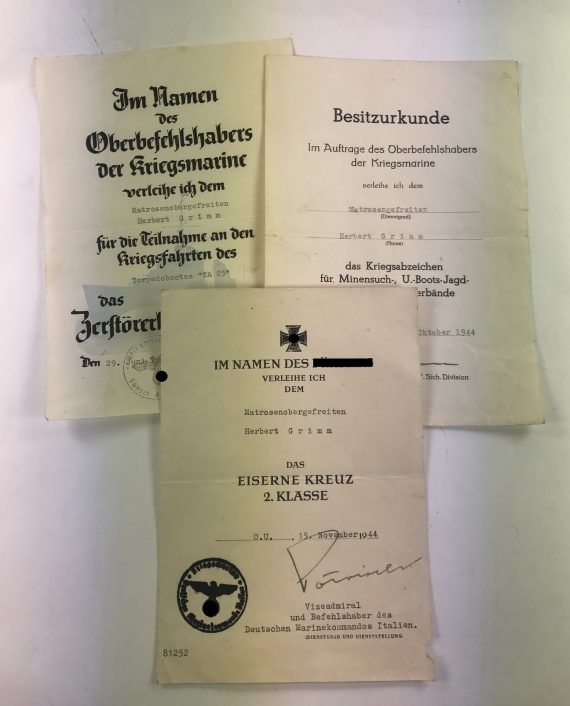 Im Namen
des
Oberbefehlshabers
der Kriegsmarine
verleihe ich dem
Matrosenobergefreiten
Herbert Grimm
für die Teilnahme an den
Kriegsfahrten des
Torpedobootes "TA 23"
das
Zerstörer
Den 29.
Besitzurkunde
Im Auftrage des Oberbefehlshabers
der Kriegsmarine
verleihe ich dem
Matrosengefreiten
(Dienstgrad)
Herbert Grimm
(Name)
das Kriegsabzeichen
für Minensuch-, U.-Boots-Jagd-
erbände
ktober 1944
Sich. Division
IM NAMEN DES
VERLEIHE ICH
DEM
Matrosenobergefreiten
Herbert Grimm
DAS
EISERNE KREUZ
2. KLASSE
O.U. , 15. November 1944
Vizeadmiral
und Befehlshaber des
Deutschen Marinekommandos Italien.
(DIENSTGRAD UND DIENSTSTELLUNG)
81252